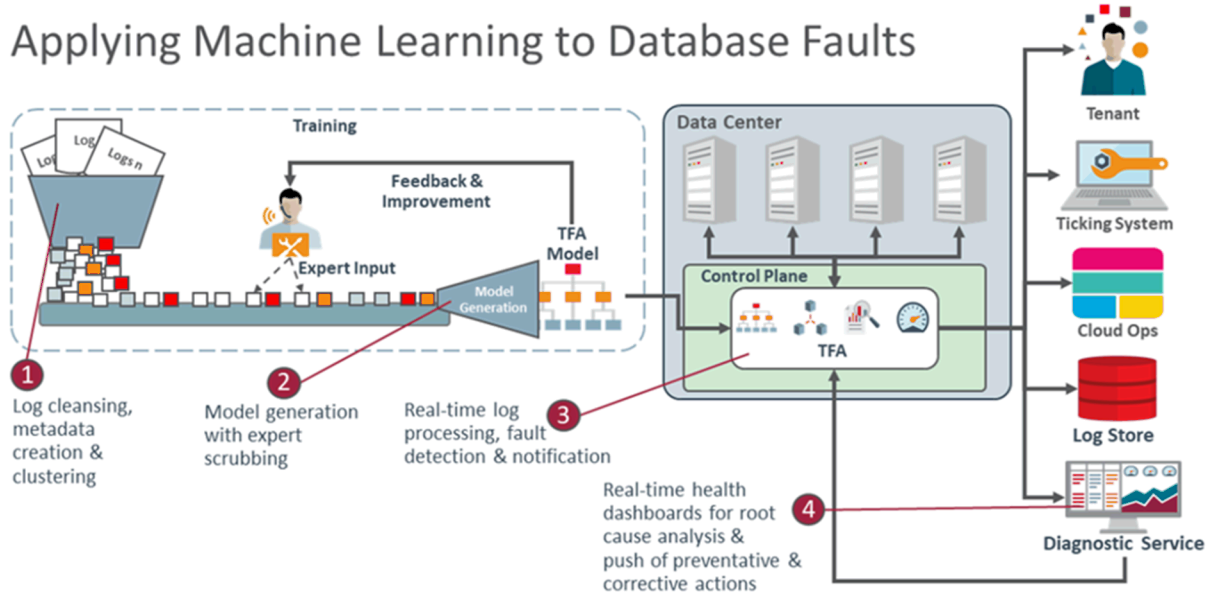 Applying Machine Learning to Database Faults
Training
Log
Log
Logs n
Feedback &
Improvement
TFA
Model
Expert Input
Model
Generation
1
Log cleansing,
metadata
creation &
clustering
2
Model generation
with expert
scrubbing
Real-time log
processing, fault
detection & notification
3
Data Center
Control Plane
TFA
Real-time health
dashboards for root
cause analysis &
push of preventative &
corrective actions
4
Tenant
Ticking System
Cloud Ops
Log Store
Diagnostic Service